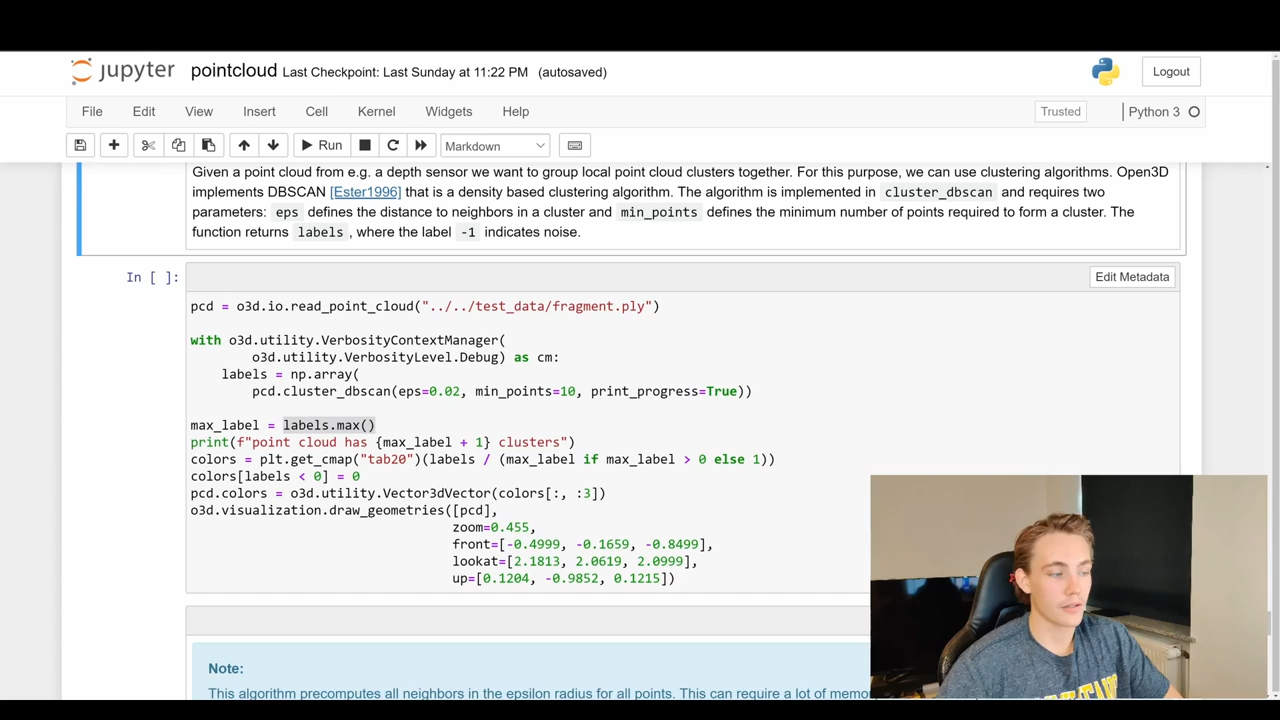 jupyter pointcloud Last Checkpoint: Last Sunday at 11:22 PM (autosaved) Logout
File Edit View Insert Cell Kernel Widgets Help Trusted Python 3
Run Markdown
Given a point cloud from e.g. a depth sensor we want to group local point cloud clusters together. For this purpose, we can use clustering algorithms. Open3D
implements DBSCAN [Ester1996] that is a density based clustering algorithm. The algorithm is implemented in cluster_dbscan and requires two
parameters: eps defines the distance to neighbors in a cluster and min_points defines the minimum number of points required to form a cluster. The
function returns labels, where the label -1 indicates noise.
In [ ]:
Edit Metadata
pcd = o3d.io.read_point_cloud("../../test_data/fragment.ply")
with o3d.utility.VerbosityContextManager(
o3d.utility.VerbosityLevel.Debug) as cm:
labels = np.array(
pcd.cluster_dbscan(eps=0.02, min_points=10, print_progress=True))
max_label = labels.max()
print(f"point cloud has {max_label + 1} clusters")
colors = plt.get_cmap("tab20")(labels / (max_label if max_label > 0 else 1))
colors[labels < 0] = 0
pcd.colors = o3d.utility.Vector3dVector(colors[:, :3])
o3d.visualization.draw_geometries([pcd],
zoom=0.455,
front=[-0.4999, -0.1659, -0.8499],
lookat=[2.1813, 2.0619, 2.0999],
up=[0.1204, -0.9852, 0.1215])
Note:
This algorithm precomputes all neighbors in the epsilon radius for all points. This can require a lot of